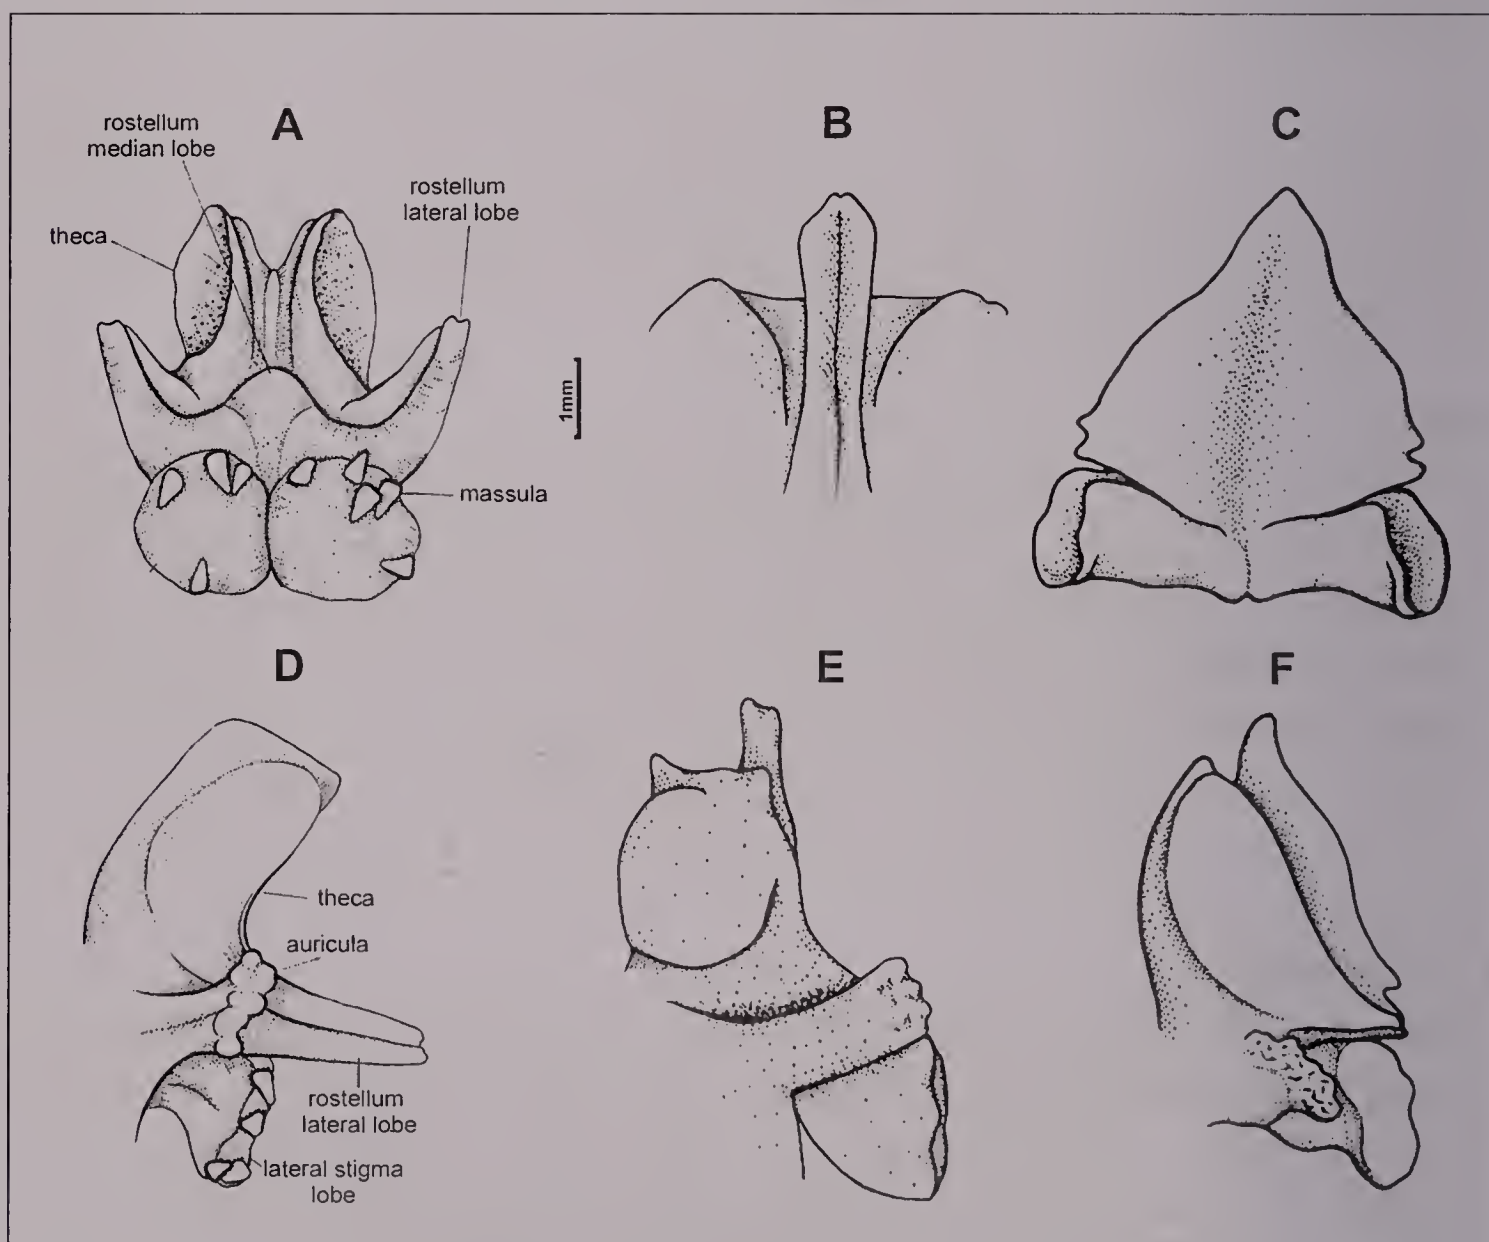 A
rostellum
median lobe
rostellum
lateral lobe
theca
1mm
massula
B
C
D
theca
auricula
rostellum
lateral lobe
lateral stigma
lobe
E
F